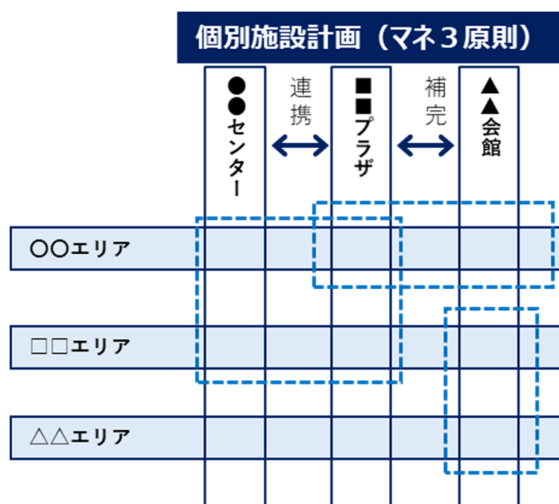 個別施設計画（マネ３原則）
●●センター
連携
■■プラザ
補完
▲▲会館
〇〇エリア
□□エリア
△△エリア